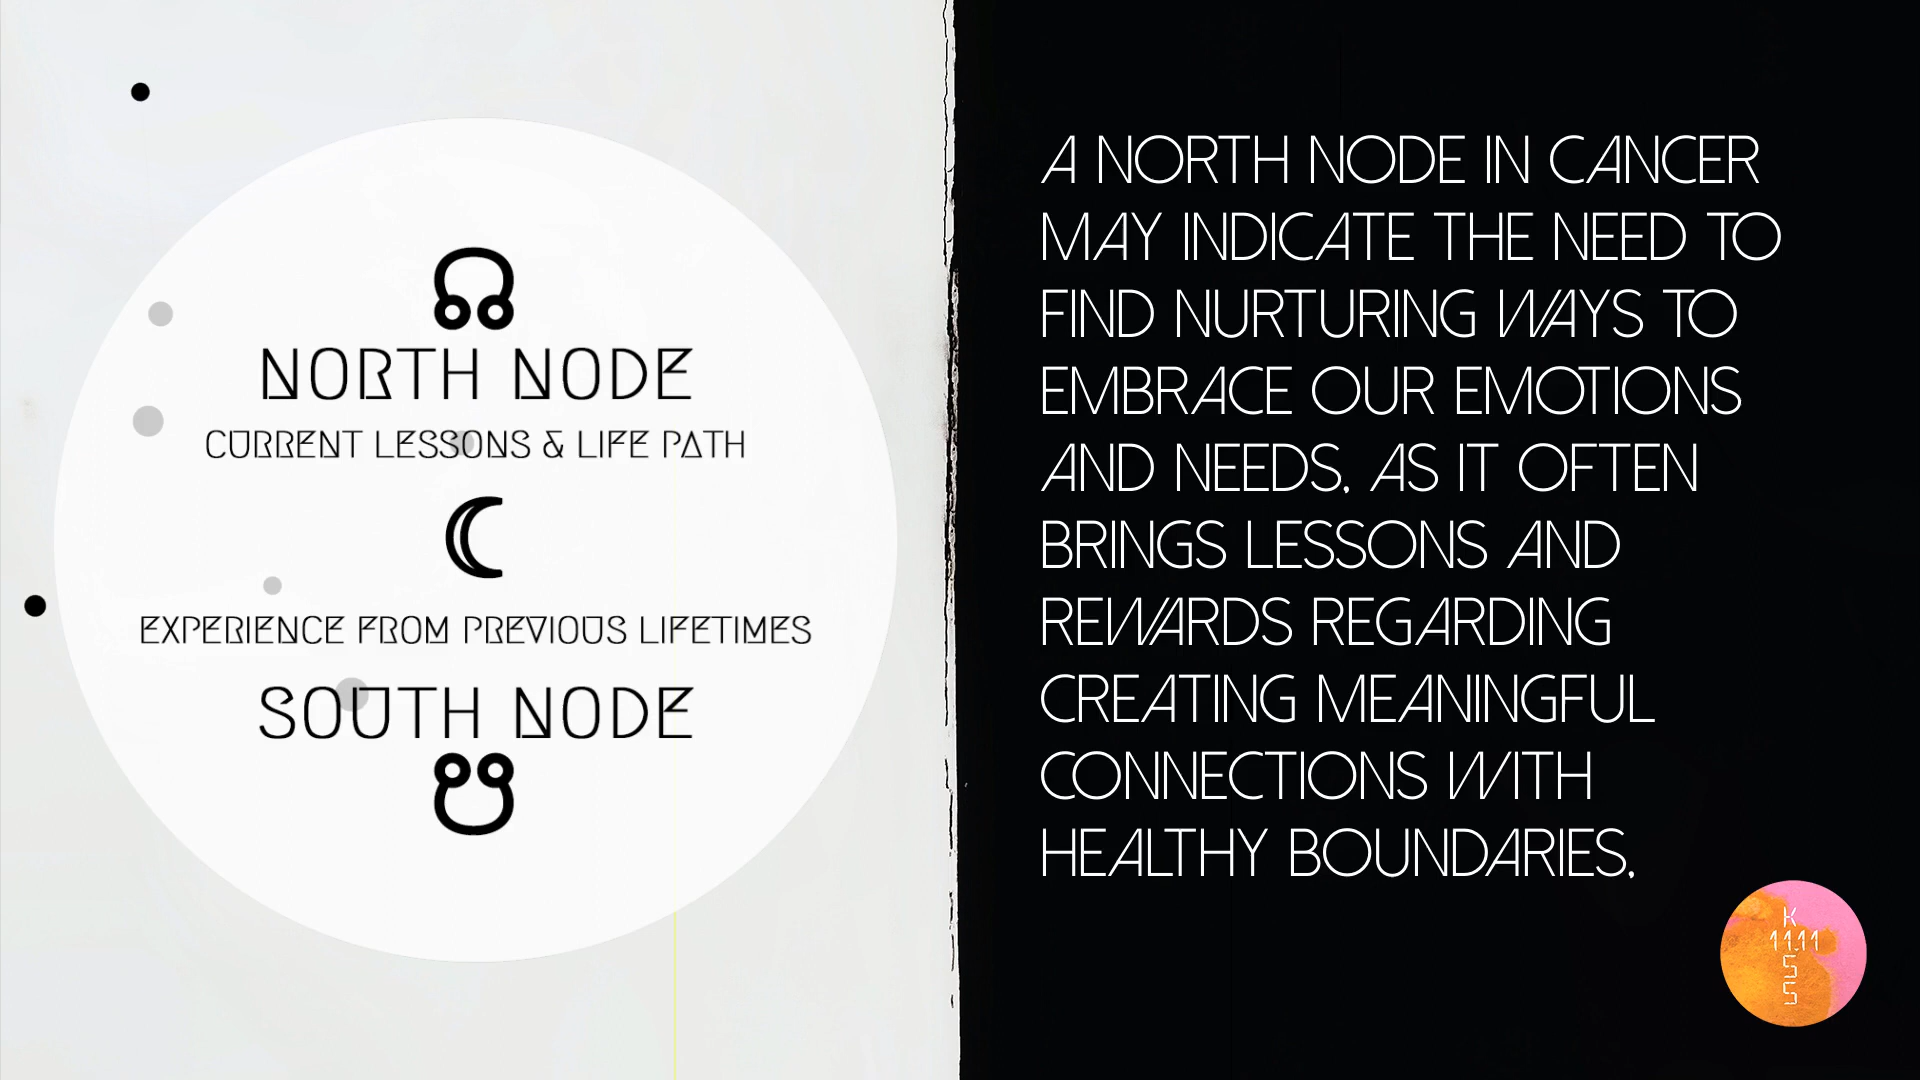 NORTH NODE
CURRENT LESSONS & LIFE PATH
EXPERIENCE FROM PREVIOUS LIFETIMES
SOUTH NODE
A NORTH NODE IN CANCER
MAY INDICATE THE NEED TO
FIND NURTURING WAYS TO
EMBRACE OUR EMOTIONS
AND NEEDS, AS IT OFTEN
BRINGS LESSONS AND
REWARDS REGARDING
CREATING MEANINGFUL
CONNECTIONS WITH
HEALTHY BOUNDARIES.
K
11:11
S
S